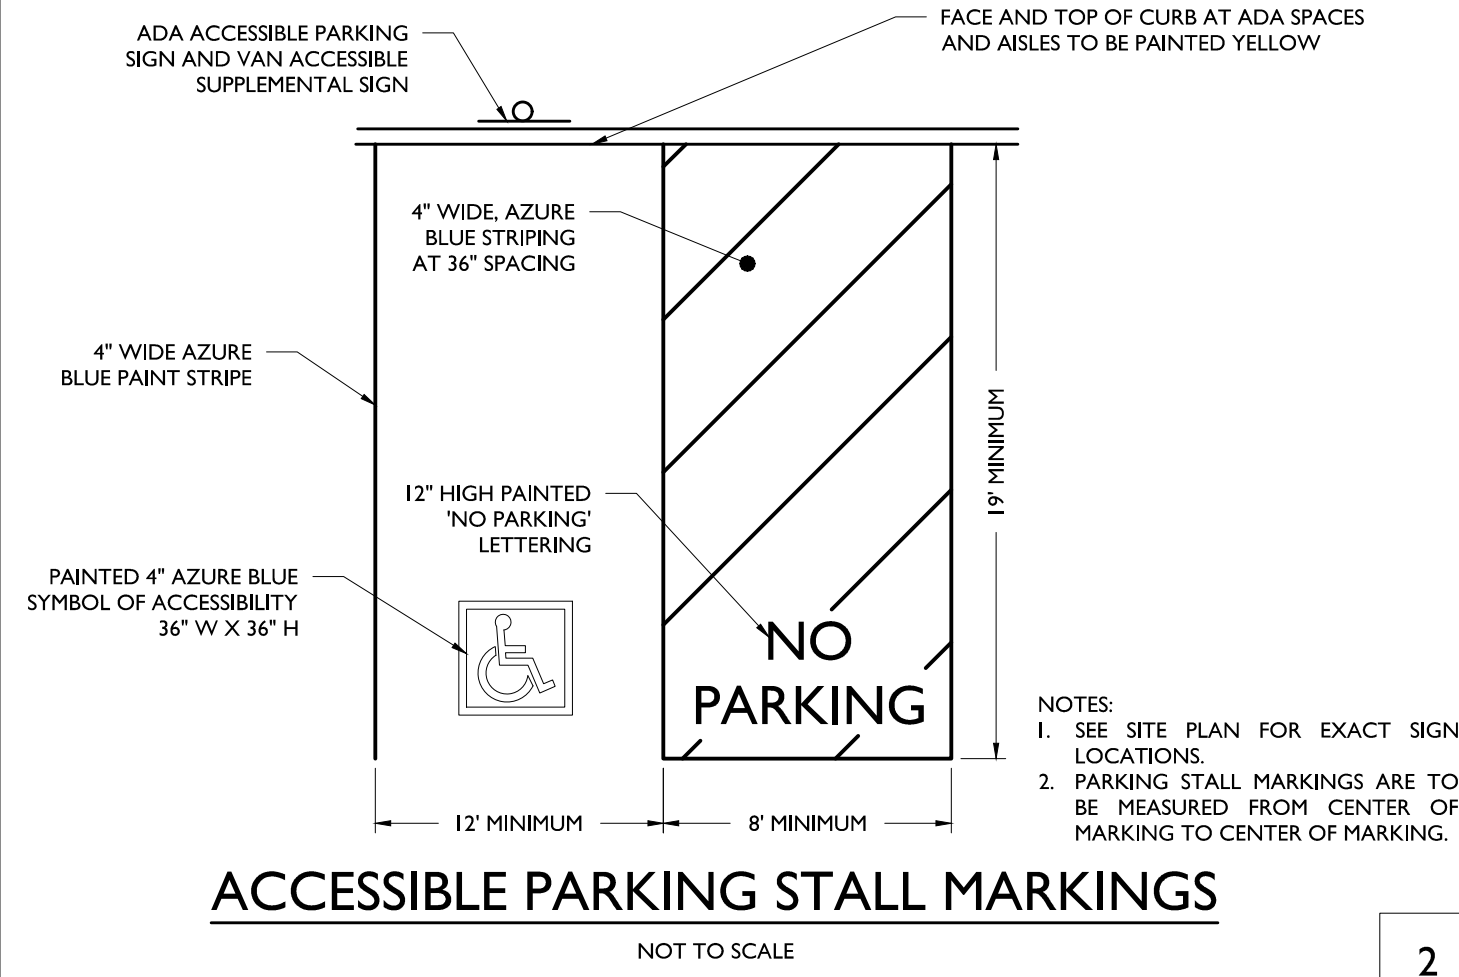 ADA ACCESSIBLE PARKING
SIGN AND VAN ACCESSIBLE
SUPPLEMENTAL SIGN
FACE AND TOP OF CURB AT ADA SPACES
AND AISLES TO BE PAINTED YELLOW
4" WIDE, AZURE
BLUE STRIPING
AT 36" SPACING
4" WIDE AZURE
BLUE PAINT STRIPE
19' MINIMUM
12" HIGH PAINTED
'NO PARKING'
LETTERING
PAINTED 4" AZURE BLUE
SYMBOL OF ACCESSIBILITY
36" W X 36" H
NO
PARKING
NOTES:
1. SEE SITE PLAN FOR EXACT SIGN
LOCATIONS.
2. PARKING STALL MARKINGS ARE TO
BE MEASURED FROM CENTER OF
MARKING TO CENTER OF MARKING.
12' MINIMUM
8' MINIMUM
ACCESSIBLE PARKING STALL MARKINGS
NOT TO SCALE
2